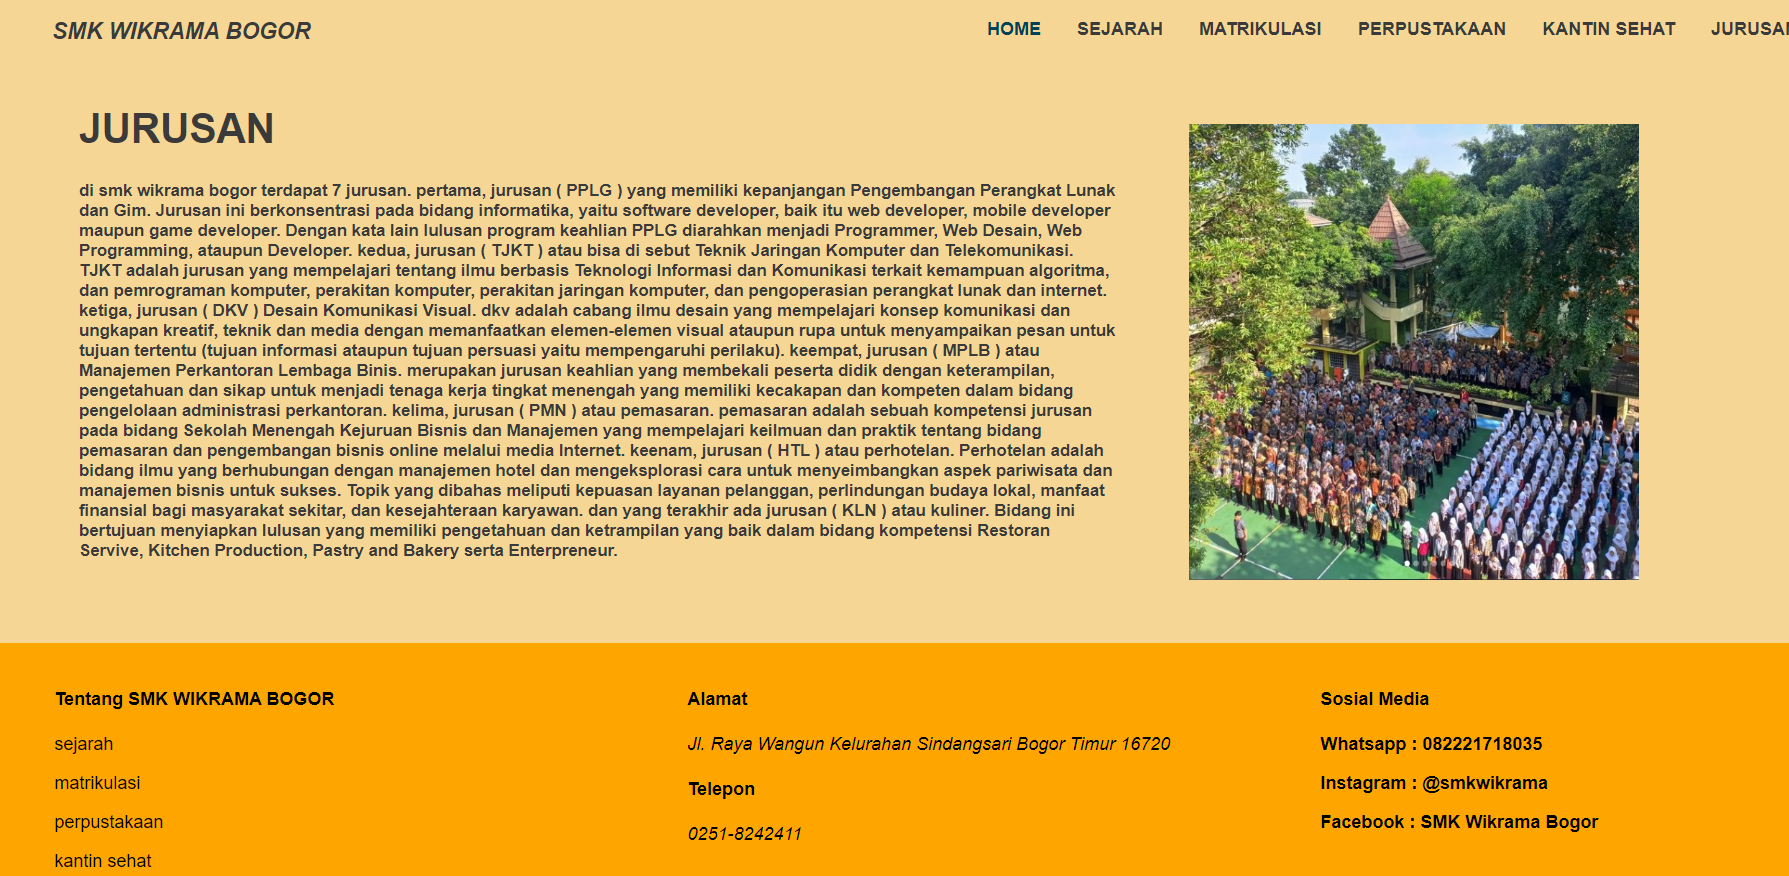 SMK WIKRAMA BOGOR
HOME SEJARAH MATRIKULASI PERPUSTAKAAN KANTIN SEHAT JURUSAN
JURUSAN
di smk wikrama bogor terdapat 7 jurusan. pertama, jurusan ( PPLG ) yang memiliki kepanjangan Pengembangan Perangkat Lunak
dan Gim. Jurusan ini berkonsentrasi pada bidang informatika, yaitu software developer, baik itu web developer, mobile developer
maupun game developer. Dengan kata lain lulusan program keahlian PPLG diarahkan menjadi Programmer, Web Desain, Web
Programming, ataupun Developer. kedua, jurusan ( TJKT ) atau bisa di sebut Teknik Jaringan Komputer dan Telekomunikasi.
TJKT adalah jurusan yang mempelajari tentang ilmu berbasis Teknologi Informasi dan Komunikasi terkait kemampuan algoritma,
dan pemrograman komputer, perakitan komputer, perakitan jaringan komputer, dan pengoperasian perangkat lunak dan internet.
ketiga, jurusan ( DKV ) Desain Komunikasi Visual. dkv adalah cabang ilmu desain yang mempelajari konsep komunikasi dan
ungkapan kreatif, teknik dan media dengan memanfaatkan elemen-elemen visual ataupun rupa untuk menyampaikan pesan untuk
tujuan tertentu (tujuan informasi ataupun tujuan persuasi yaitu mempengaruhi perilaku). keempat, jurusan ( MPLB ) atau
Manajemen Perkantoran Lembaga Binis. merupakan jurusan keahlian yang membekali peserta didik dengan keterampilan,
pengetahuan dan sikap untuk menjadi tenaga kerja tingkat menengah yang memiliki kecakapan dan kompeten dalam bidang
pengelolaan administrasi perkantoran. kelima, jurusan ( PMN ) atau pemasaran. pemasaran adalah sebuah kompetensi jurusan
pada bidang Sekolah Menengah Kejuruan Bisnis dan Manajemen yang mempelajari keilmuan dan praktik tentang bidang
pemasaran dan pengembangan bisnis online melalui media Internet. keenam, jurusan ( HTL ) atau perhotelan. Perhotelan adalah
bidang ilmu yang berhubungan dengan manajemen hotel dan mengeksplorasi cara untuk menyeimbangkan aspek pariwisata dan
manajemen bisnis untuk sukses. Topik yang dibahas meliputi kepuasan layanan pelanggan, perlindungan budaya lokal, manfaat
finansial bagi masyarakat sekitar, dan kesejahteraan karyawan. dan yang terakhir ada jurusan ( KLN ) atau kuliner. Bidang ini
bertujuan menyiapkan lulusan yang memiliki pengetahuan dan ketrampilan yang baik dalam bidang kompetensi Restoran
Servive, Kitchen Production, Pastry and Bakery serta Enterpreneur.
Tentang SMK WIKRAMA BOGOR
sejarah
matrikulasi
perpustakaan
kantin sehat
Alamat
Jl. Raya Wangun Kelurahan Sindangsari Bogor Timur 16720
Telepon
0251-8242411
Sosial Media
Whatsapp : 082221718035
Instagram : @smkwikrama
Facebook : SMK Wikrama Bogor